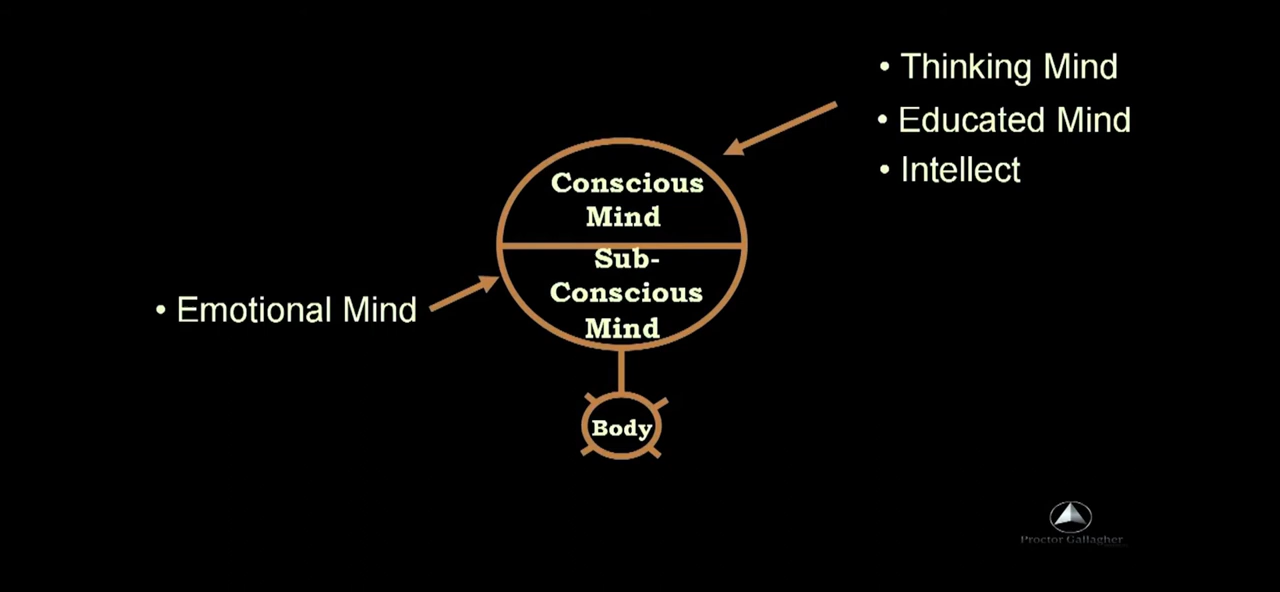 • Thinking Mind
• Educated Mind
• Intellect
Conscious
Mind
Sub-
Conscious
Mind
• Emotional Mind
Body
Proctor Gallagher